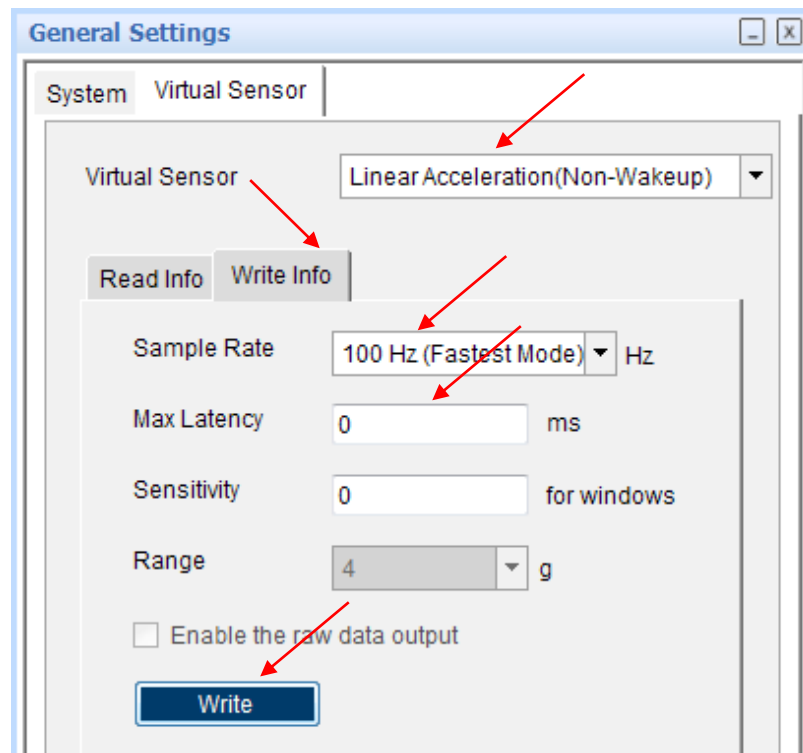 General Settings
System Virtual Sensor
Virtual Sensor Linear Acceleration(Non-Wakeup)
Read Info Write Info
Sample Rate 100 Hz (Fastest Mode) Hz
Max Latency 0 ms
Sensitivity 0 for windows
Range 4 g
Enable the raw data output
Write